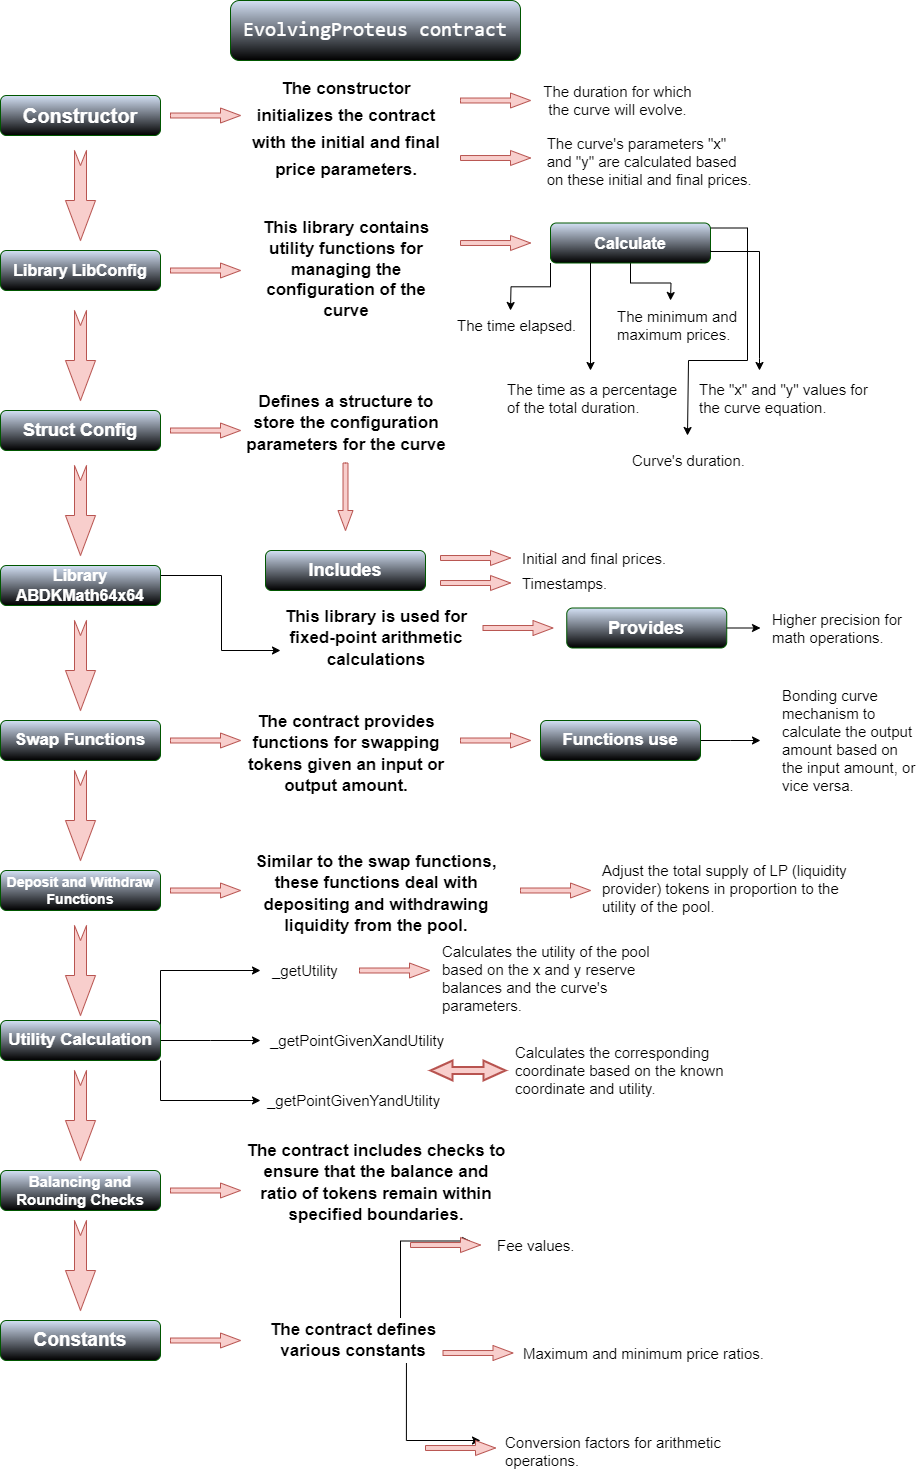 EvolvingProteus contract
Constructor
The constructor
initializes the contract
with the initial and final
price parameters.
The duration for which
the curve will evolve.
The curve's parameters "x"
and "y" are calculated based
on these initial and final prices.
Library LibConfig
This library contains
utility functions for
managing the
configuration of the
curve
Calculate
The time elapsed.
The minimum and
maximum prices.
The time as a percentage
of the total duration.
The "x" and "y" values for
the curve equation.
Curve's duration.
Struct Config
Defines a structure to
store the configuration
parameters for the curve
Includes
Initial and final prices.
Timestamps.
Library
ABDKMath64x64
This library is used for
fixed-point arithmetic
calculations
Provides
Higher precision for
math operations.
Swap Functions
The contract provides
functions for swapping
tokens given an input or
output amount.
Functions use
Bonding curve
mechanism to
calculate the output
amount based on
the input amount, or
vice versa.
Deposit and Withdraw
Functions
Similar to the swap functions,
these functions deal with
depositing and withdrawing
liquidity from the pool.
Adjust the total supply of LP (liquidity
provider) tokens in proportion to the
utility of the pool.
Utility Calculation
_getUtility
Calculates the utility of the pool
based on the x and y reserve
balances and the curve's
parameters.
_getPointGivenXandUtility
_getPointGivenYandUtility
Calculates the corresponding
coordinate based on the known
coordinate and utility.
Balancing and
Rounding Checks
The contract includes checks to
ensure that the balance and
ratio of tokens remain within
specified boundaries.
Constants
The contract defines
various constants
Fee values.
Maximum and minimum price ratios.
Conversion factors for arithmetic
operations.